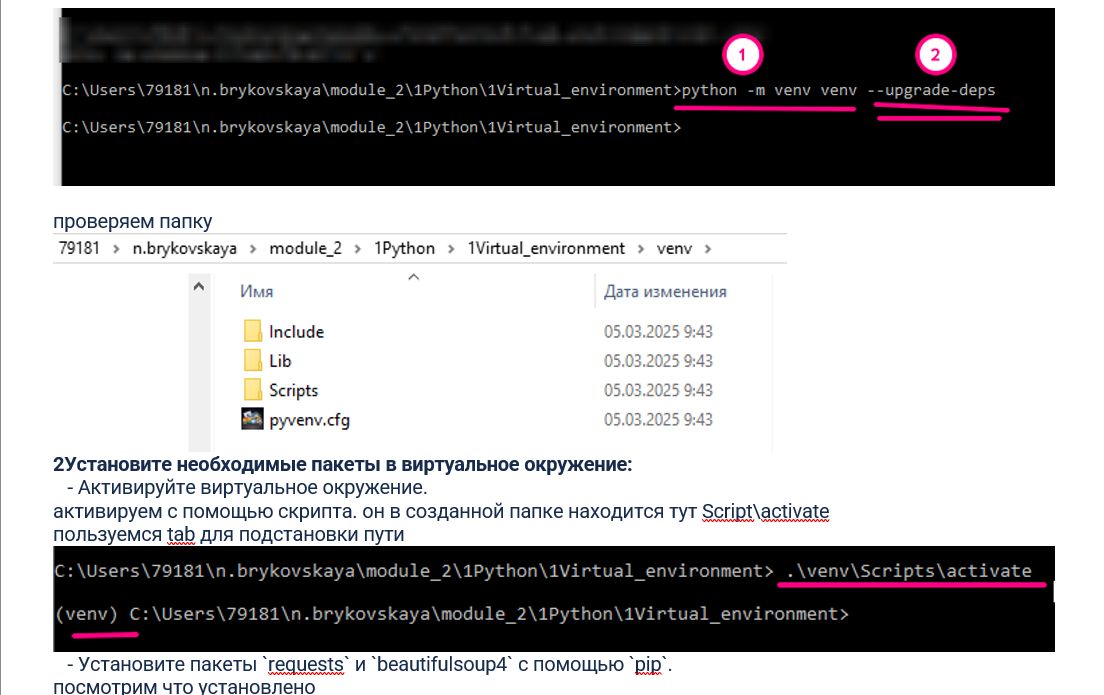 1
2
C:\Users\79181\n.brykovskaya\module_2\1Python\1Virtual_environment>python -m venv venv --upgrade-deps
C:\Users\79181\n.brykovskaya\module_2\1Python\1Virtual_environment>
проверяем папку
79181 > n.brykovskaya > module_2 > 1Python > 1Virtual_environment > venv >
Имя Дата изменения
Include 05.03.2025 9:43
Lib 05.03.2025 9:43
Scripts 05.03.2025 9:43
pyvenv.cfg 05.03.2025 9:43
2Установите необходимые пакеты в виртуальное окружение:
- Активируйте виртуальное окружение.
активируем с помощью скрипта. он в созданной папке находится тут Script\activate
пользуемся tab для подстановки пути
C:\Users\79181\n.brykovskaya\module_2\1Python\1Virtual_environment> .\venv\Scripts\activate
(venv) C:\Users\79181\n.brykovskaya\module_2\1Python\1Virtual_environment>
- Установите пакеты `requests` и `beautifulsoup4` с помощью `pip`.
посмотрим что установлено